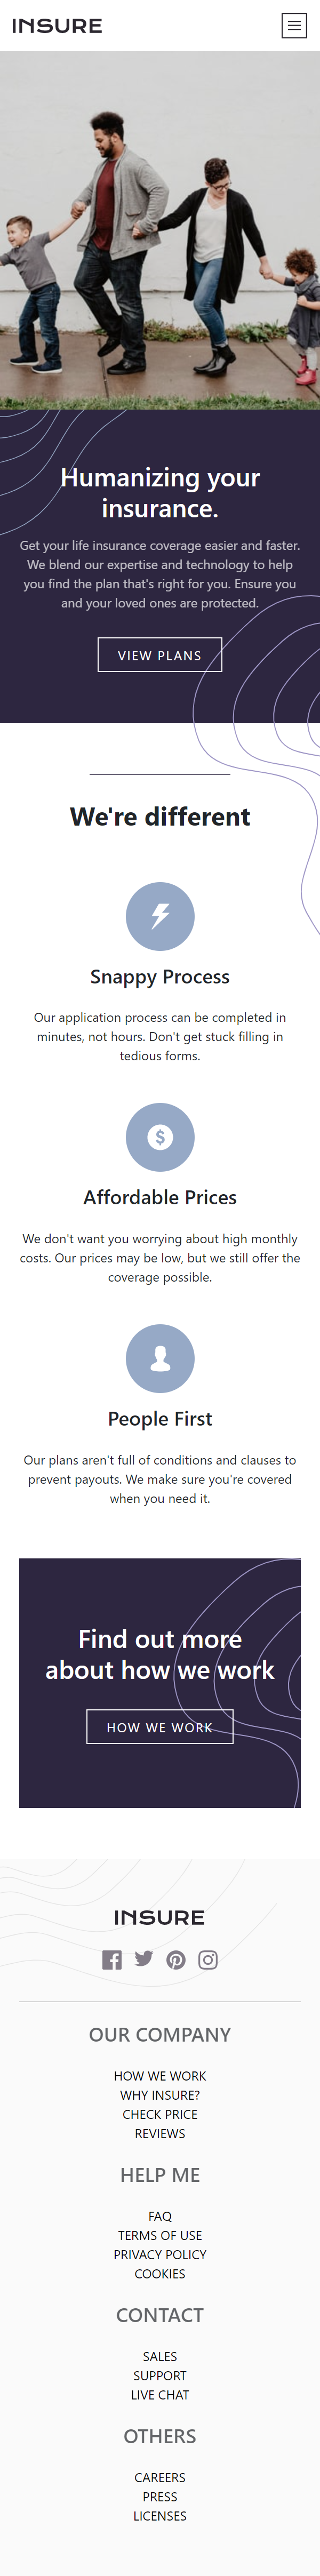 INSURE
Humanizing your
insurance.
Get your life insurance coverage easier and faster.
We blend our expertise and technology to help
you find the plan that's right for you. Ensure you
and your loved ones are protected.
VIEW PLANS
We're different
Snappy Process
Our application process can be completed in
minutes, not hours. Don't get stuck filling in
tedious forms.
$
Affordable Prices
We don't want you worrying about high monthly
costs. Our prices may be low, but we still offer the
coverage possible.
People First
Our plans aren't full of conditions and clauses to
prevent payouts. We make sure you're covered
when you need it.
Find out more
about how we work
HOW WE WORK
INSURE
OUR COMPANY
HOW WE WORK
WHY INSURE?
CHECK PRICE
REVIEWS
HELP ME
FAQ
TERMS OF USE
PRIVACY POLICY
COOKIES
CONTACT
SALES
SUPPORT
LIVE CHAT
OTHERS
CAREERS
PRESS
LICENSES